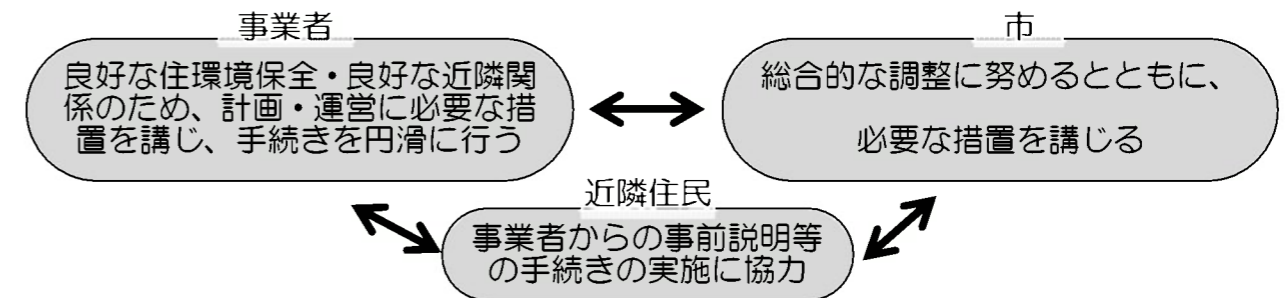 事業者
良好な住環境保全・良好な近隣関
係のため、計画・運営に必要な措
置を講じ、手続きを円滑に行う
市
総合的な調整に努めるとともに、
必要な措置を講じる
近隣住民
事業者からの事前説明等
の手続きの実施に協力